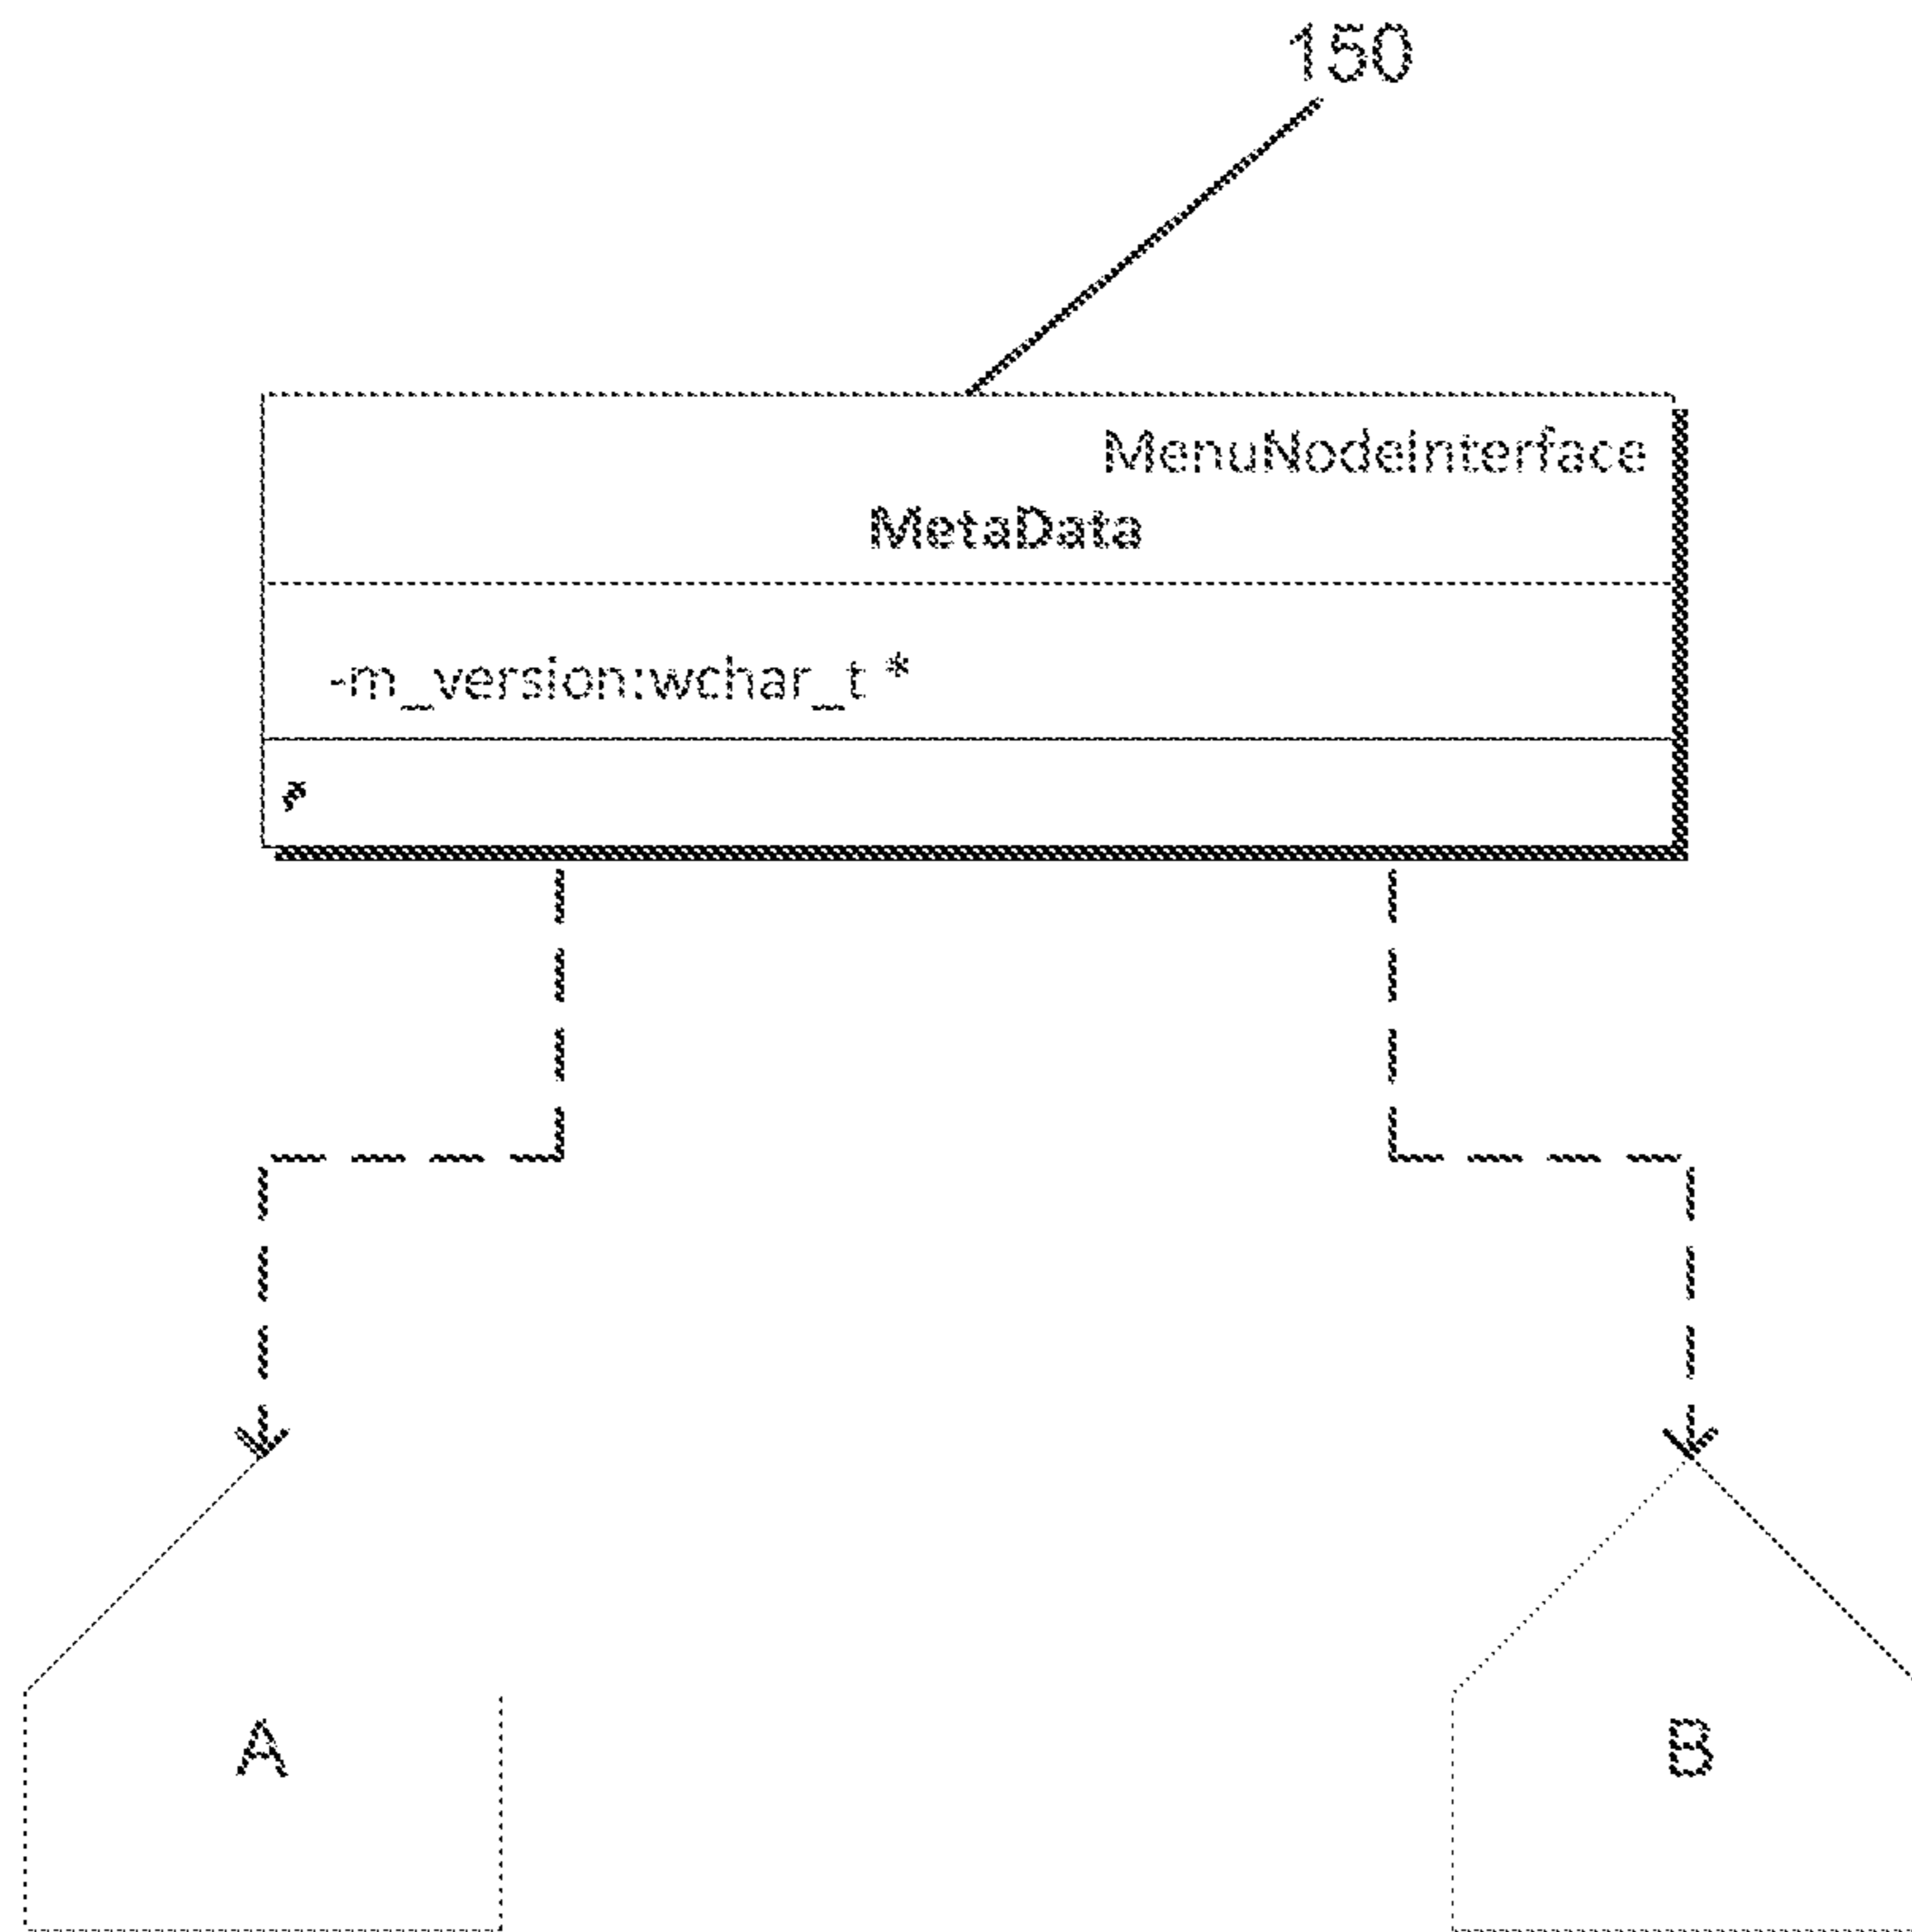 150
MenuNodeInterface
MetaData
-m_version:wchar_t *
A
B